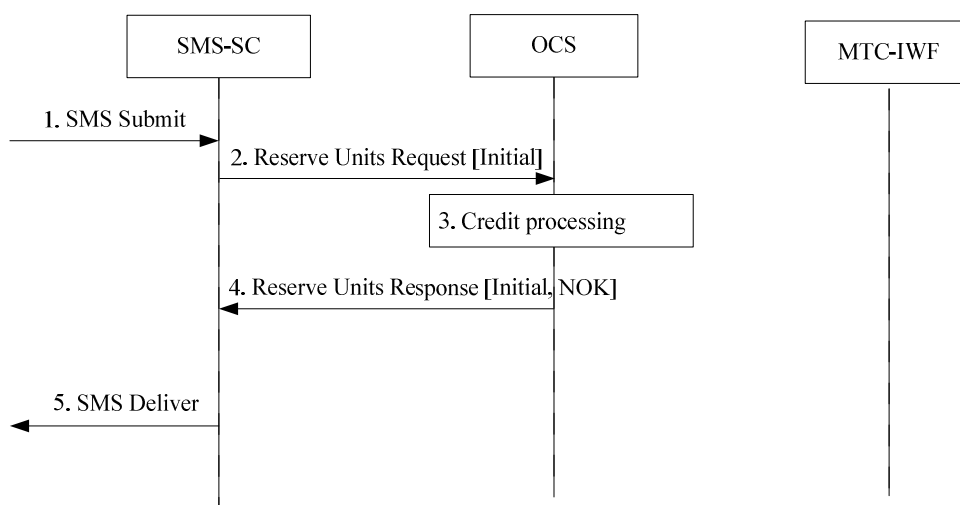 SMS-SC
OCS
MTC-IWF
1. SMS Submit
2. Reserve Units Request [Initial]
3. Credit processing
4. Reserve Units Response [Initial, NOK]
5. SMS Deliver